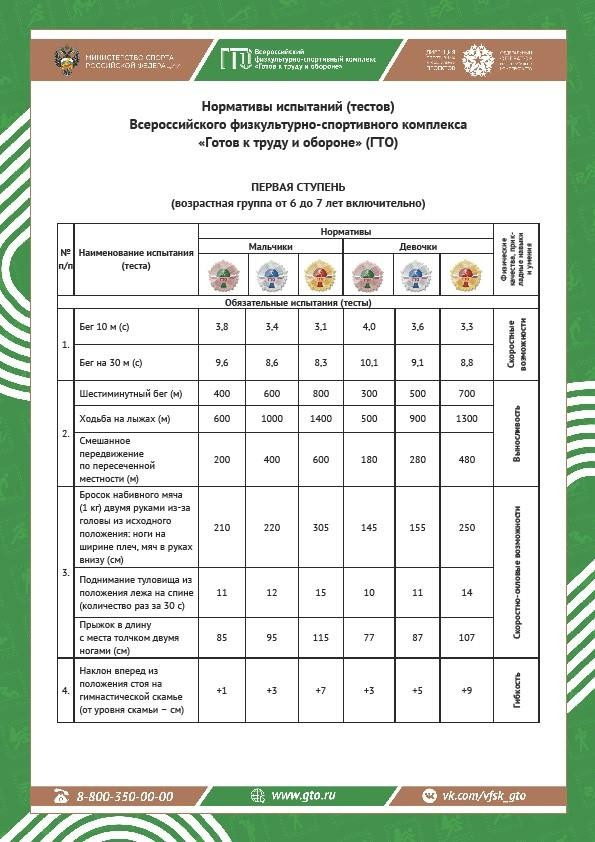 МИНИСТЕРСТВО СПОРТА
РОССИЙСКОЙ ФЕДЕРАЦИИ
ГТО
Всероссийский
физкультурно-спортивный комплекс
«Готов к труду и обороне»
ДИРЕКЦИЯ
ПРОЕКТОВ
ФЕДЕРАЛЬНЫЙ
ОПЕРАТОР
Нормативы испытаний (тестов)
Всероссийского физкультурно-спортивного комплекса
«Готов к труду и обороне» (ГТО)
ПЕРВАЯ СТУПЕНЬ
(возрастная группа от 6 до 7 лет включительно)
№
п/п
Наименование испытания
(теста)
Нормативы
Мальчики Девочки
Физические
качества, прик-
ладные навыки
и умения
Обязательные испытания (тесты)
1.
Бег 10 м (с) 3,8 3,4 3,1 4,0 3,6 3,3
Бег на 30 м (с) 9,6 8,6 8,3 10,1 9,1 8,8
Скоростные
возможности
2.
Шестиминутный бег (м) 400 600 800 300 500 700
Ходьба на лыжах (м) 600 1000 1400 500 900 1300
Смешанное
передвижение
по пересеченной
местности (м)
200 400 600 180 280 480
Выносливость
3.
Бросок набивного мяча
(1 кг) двумя руками из-за
головы из исходного
положения: ноги на
ширине плеч, мяч в руках
внизу (см)
210 220 305 145 155 250
Поднимание туловища из
положения лежа на спине
(количество раз за 30 с)
11 12 15 10 11 14
Прыжок в длину
с места толчком двумя
ногами (см)
85 95 115 77 87 107
Скоростно-силовые возможности
4.
Наклон вперед из
положения стоя на
гимнастической скамье
(от уровня скамьи – см)
+1 +3 +7 +3 +5 +9
Гибкость
8-800-350-00-00
www.gto.ru
vk.com/vfsk_gto